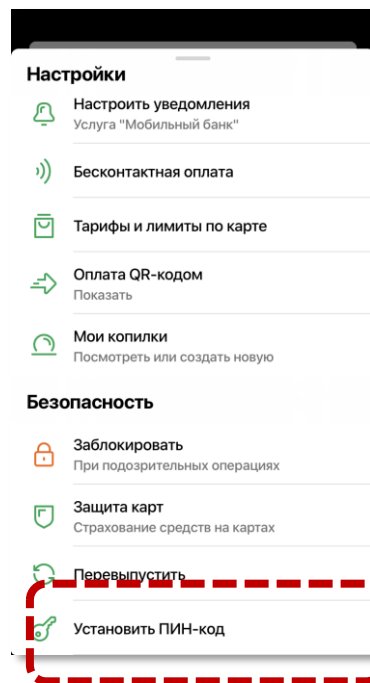 Настройки
Настроить уведомления
Услуга "Мобильный банк"
Бесконтактная оплата
Тарифы и лимиты по карте
Оплата QR-кодом
Показать
Мои копилки
Посмотреть или создать новую
Безопасность
Заблокировать
При подозрительных операциях
Защита карт
Страхование средств на картах
Перевыпустить
Установить ПИН-код